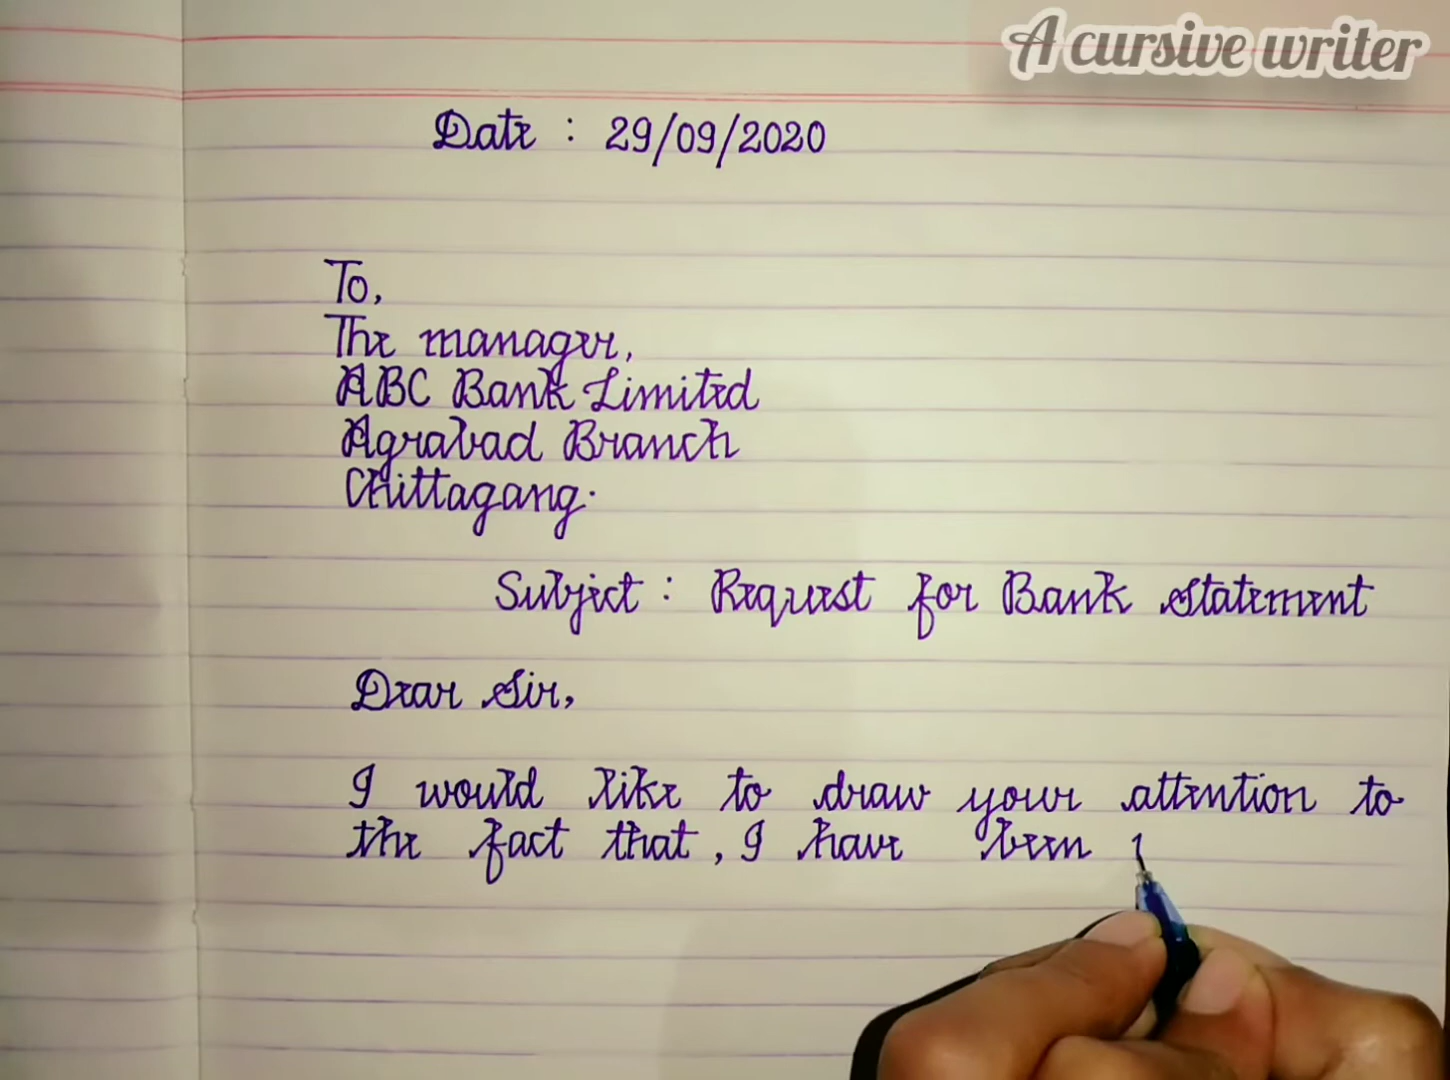 A cursive writer
Date : 29/09/2020
To,
The manager,
ABC Bank Limited
Agrabad Branch
Chittagang.
Subject : Request for Bank Statement
Dear Sir,
I would like to draw your attention to
the fact that, I have been